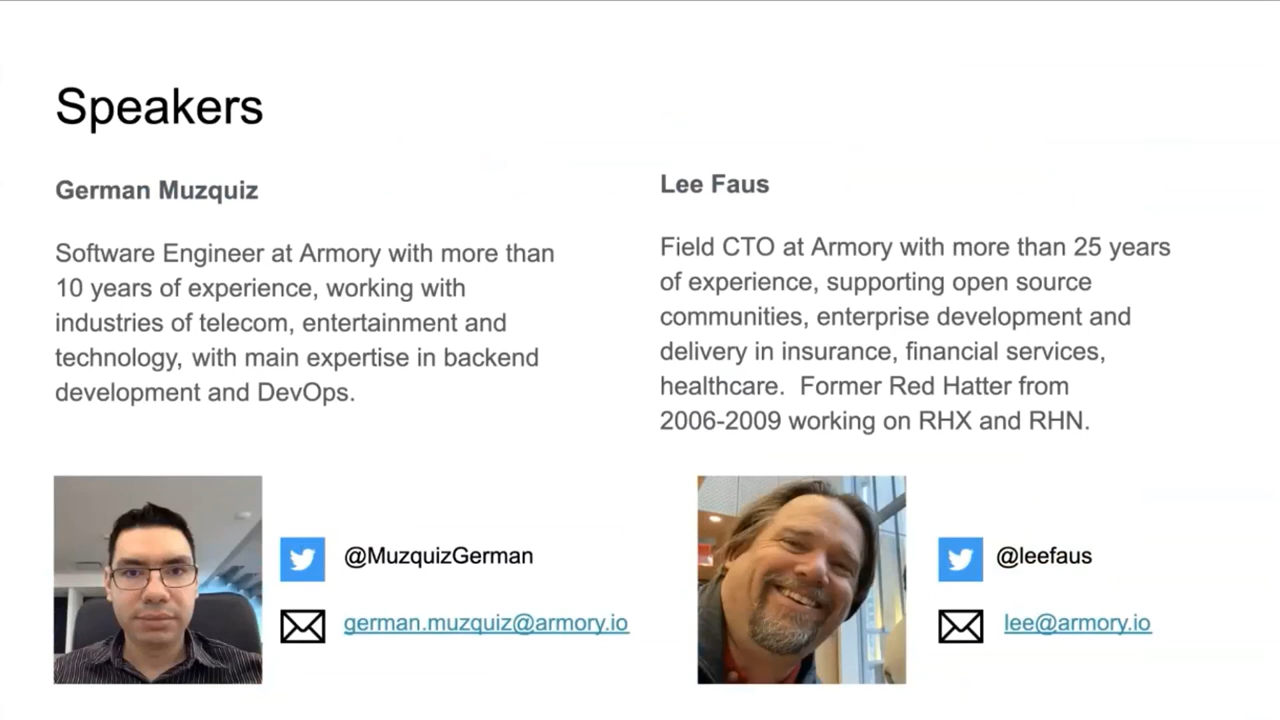 Speakers
German Muzquiz
Software Engineer at Armory with more than
10 years of experience, working with
industries of telecom, entertainment and
technology, with main expertise in backend
development and DevOps.
@MuzquizGerman
german.muzquiz@armory.io
Lee Faus
Field CTO at Armory with more than 25 years
of experience, supporting open source
communities, enterprise development and
delivery in insurance, financial services,
healthcare.  Former Red Hatter from
2006-2009 working on RHX and RHN.
@leefaus
lee@armory.io